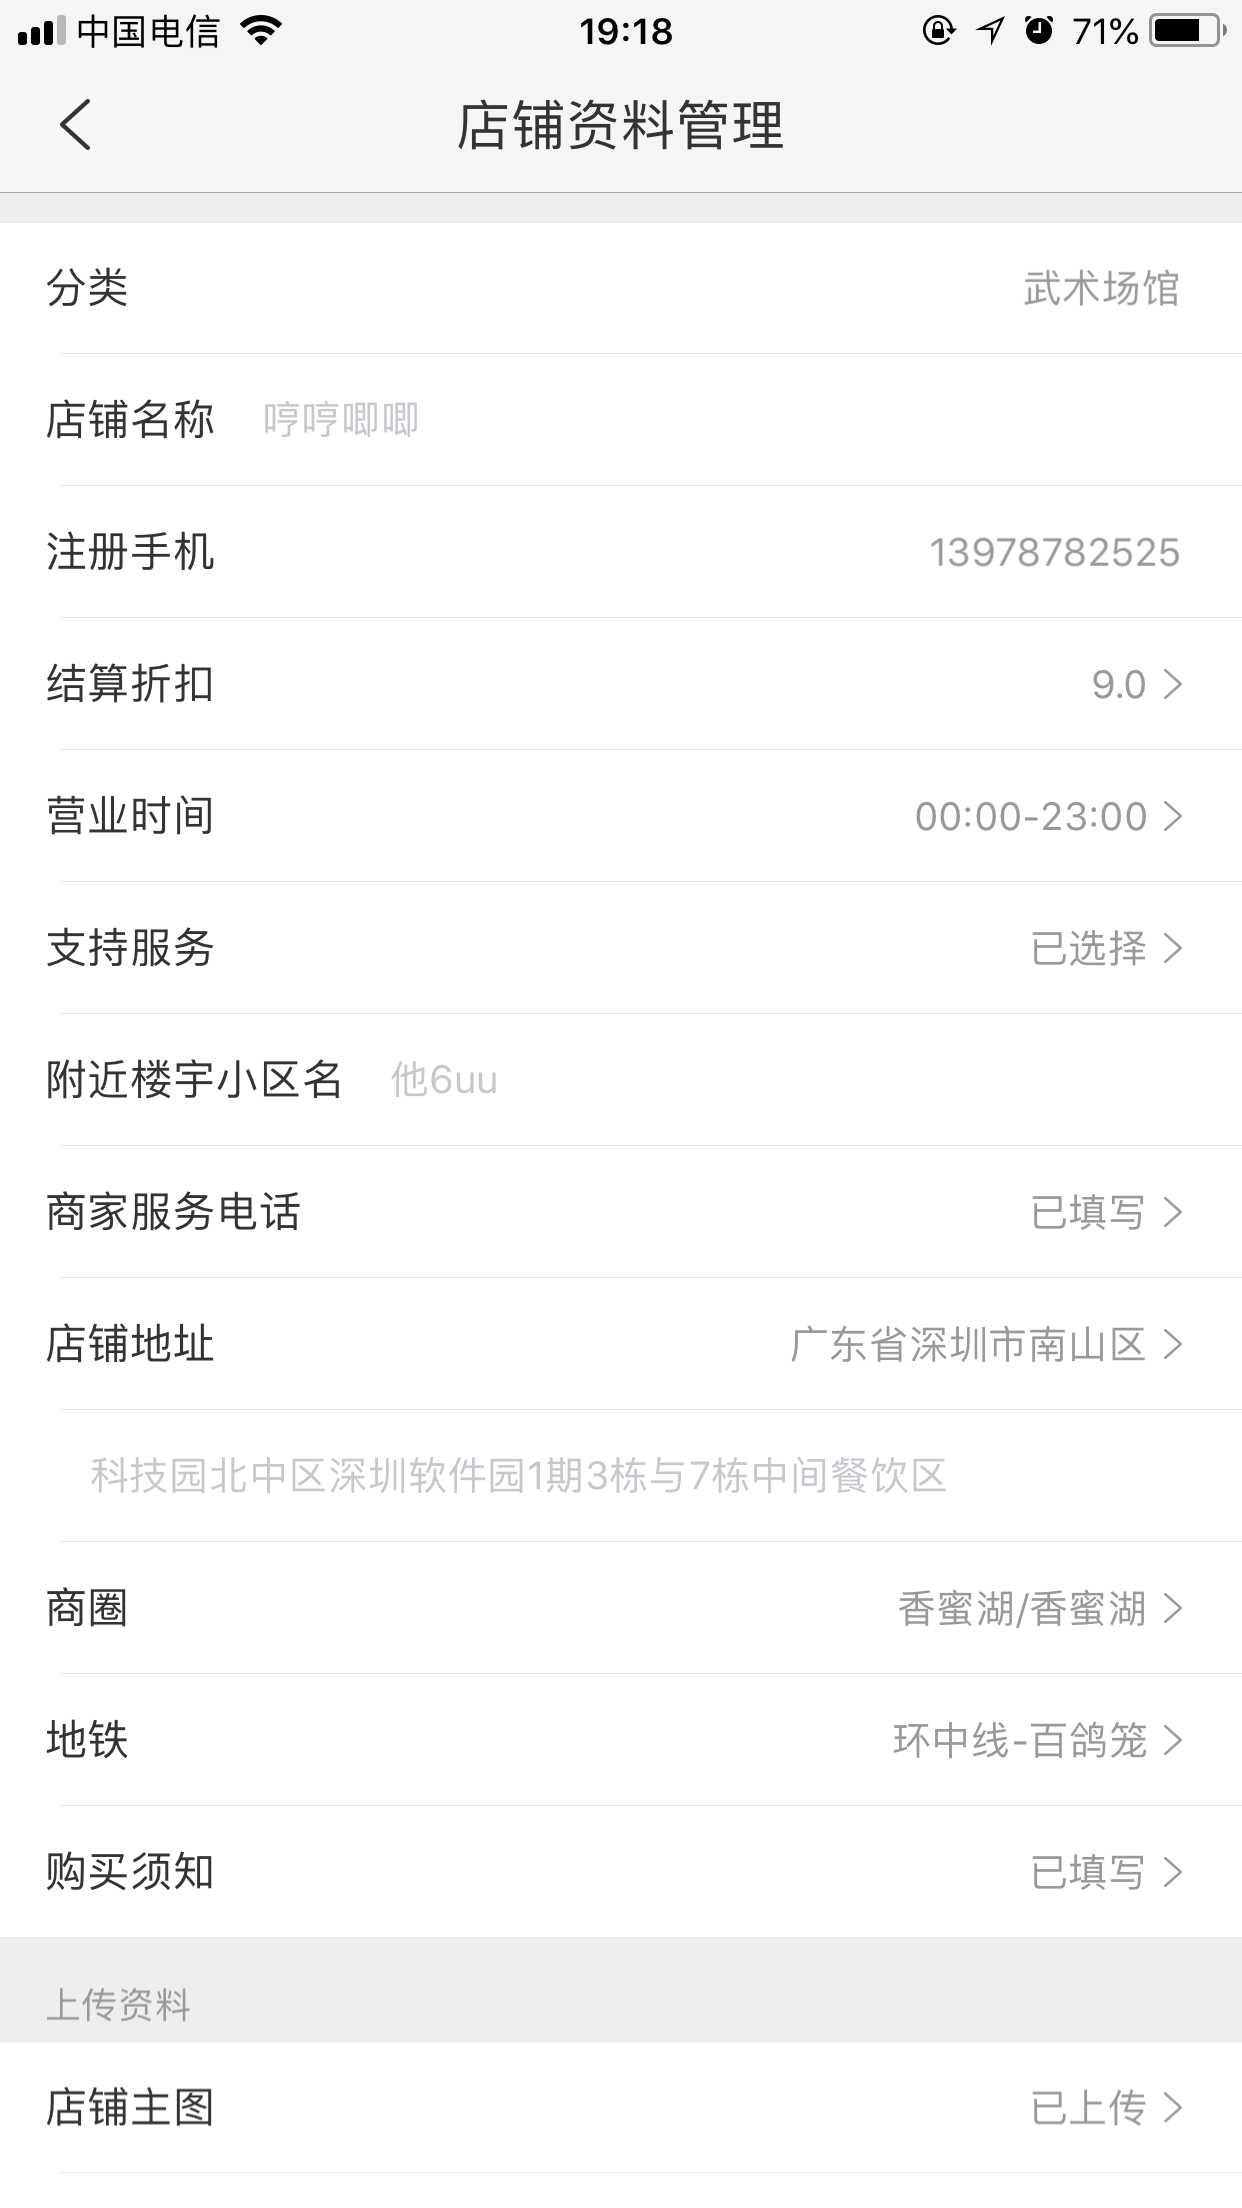 中国电信 19:18 71%
店铺资料管理
分类 武术场馆
店铺名称 哼哼唧唧
注册手机 13978782525
结算折扣 9.0
营业时间 00:00-23:00
支持服务 已选择
附近楼宇小区名 他6uu
商家服务电话 已填写
店铺地址 广东省深圳市南山区
科技园北中区深圳软件园1期3栋与7栋中间餐饮区
商圈 香蜜湖/香蜜湖
地铁 环中线-百鸽笼
购买须知 已填写
上传资料
店铺主图 已上传